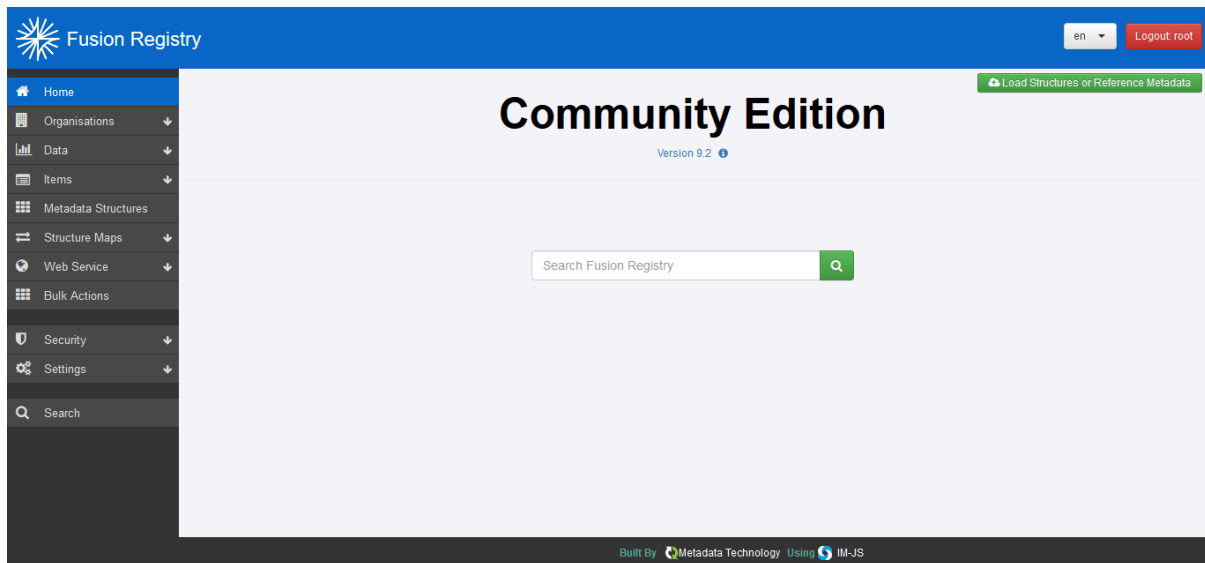 Fusion Registry
en
Logout: root
Home
Organisations
Data
Items
Metadata Structures
Structure Maps
Web Service
Bulk Actions
Security
Settings
Search
Load Structures or Reference Metadata
Community Edition
Version 9.2
Search Fusion Registry
Built By Metadata Technology Using IM-JS